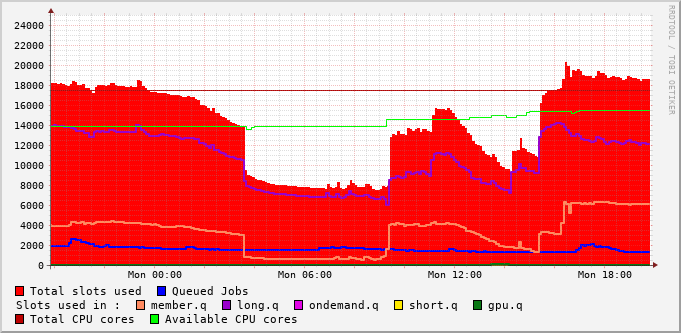 RRDTOOL / TOBI OETIKER
24000
22000
20000
18000
16000
14000
12000
10000
8000
6000
4000
2000
0
Mon 00:00 Mon 06:00 Mon 12:00 Mon 18:00
Total slots used Queued Jobs
Slots used in : member.q long.q ondemand.q short.q gpu.q
Total CPU cores Available CPU cores